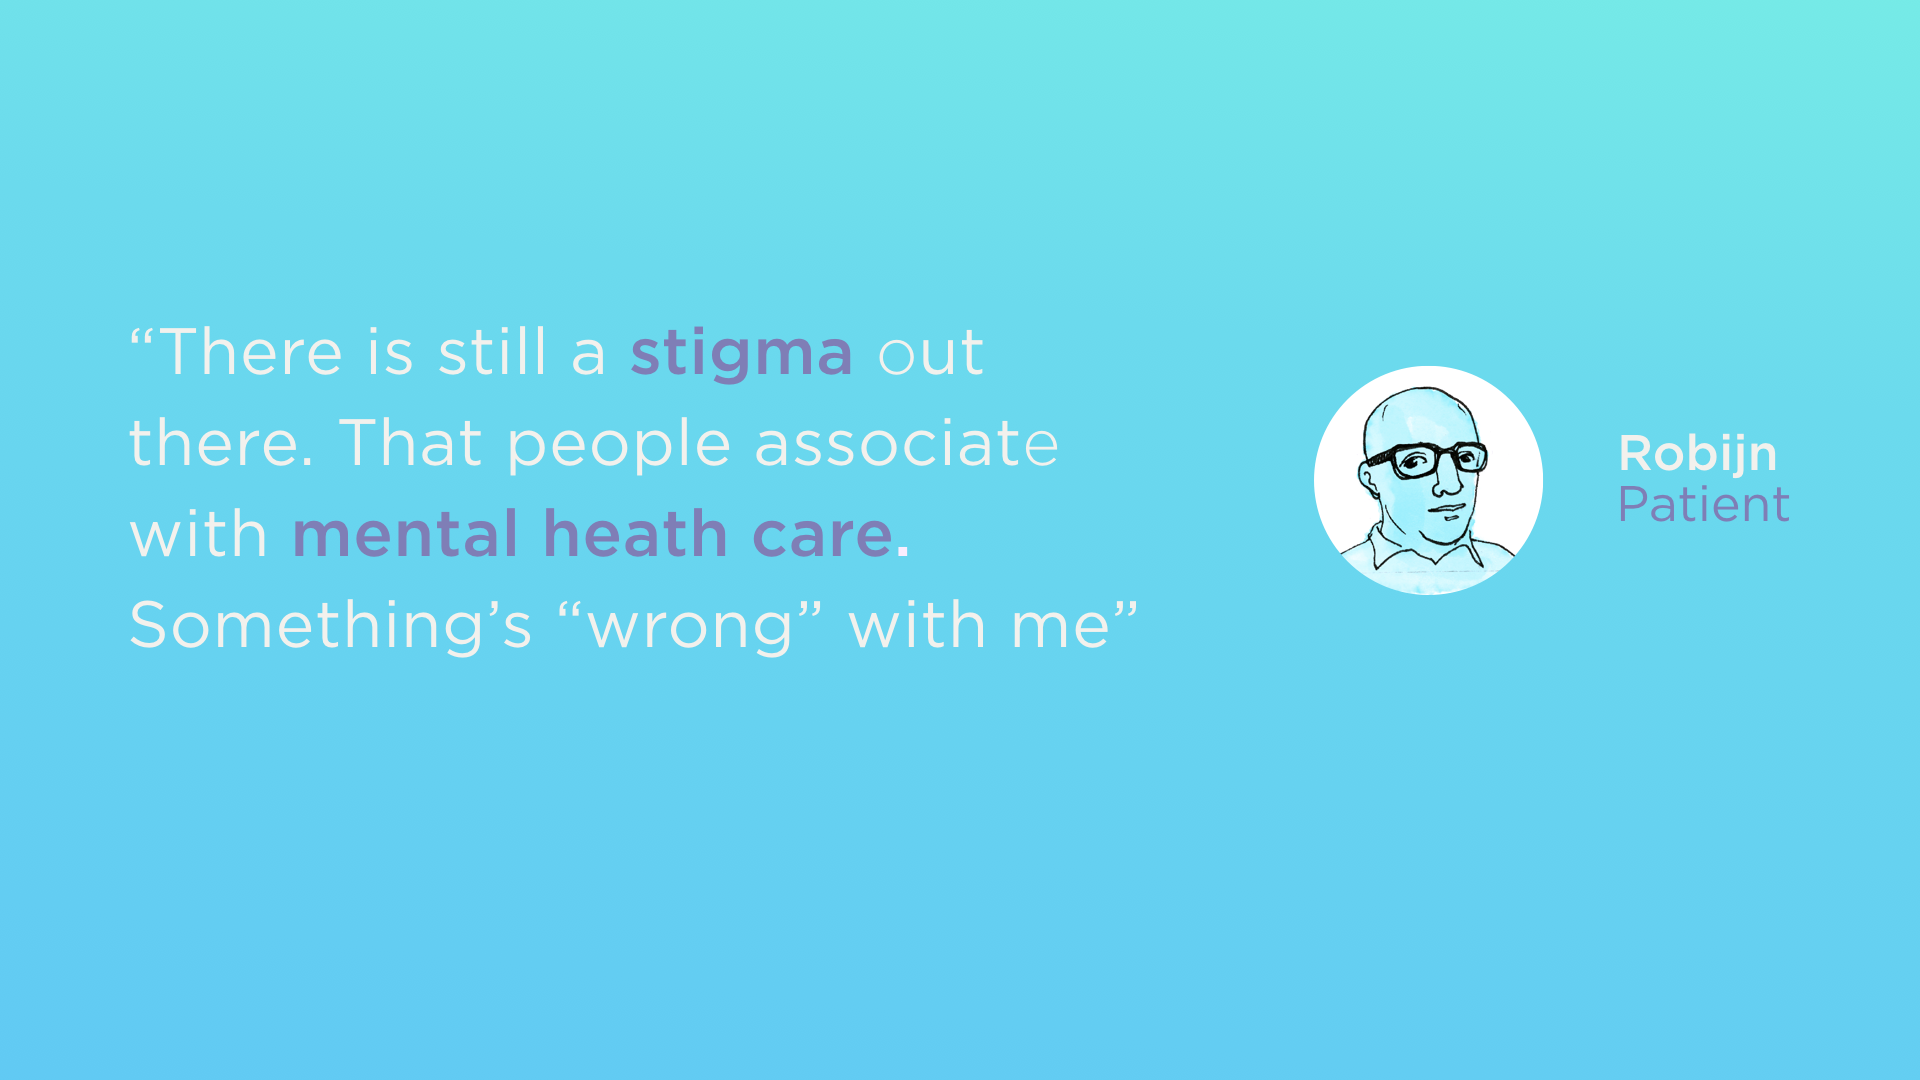 “There is still a stigma out
there. That people associate
with mental heath care.
Something’s “wrong” with me”
Robijn
Patient